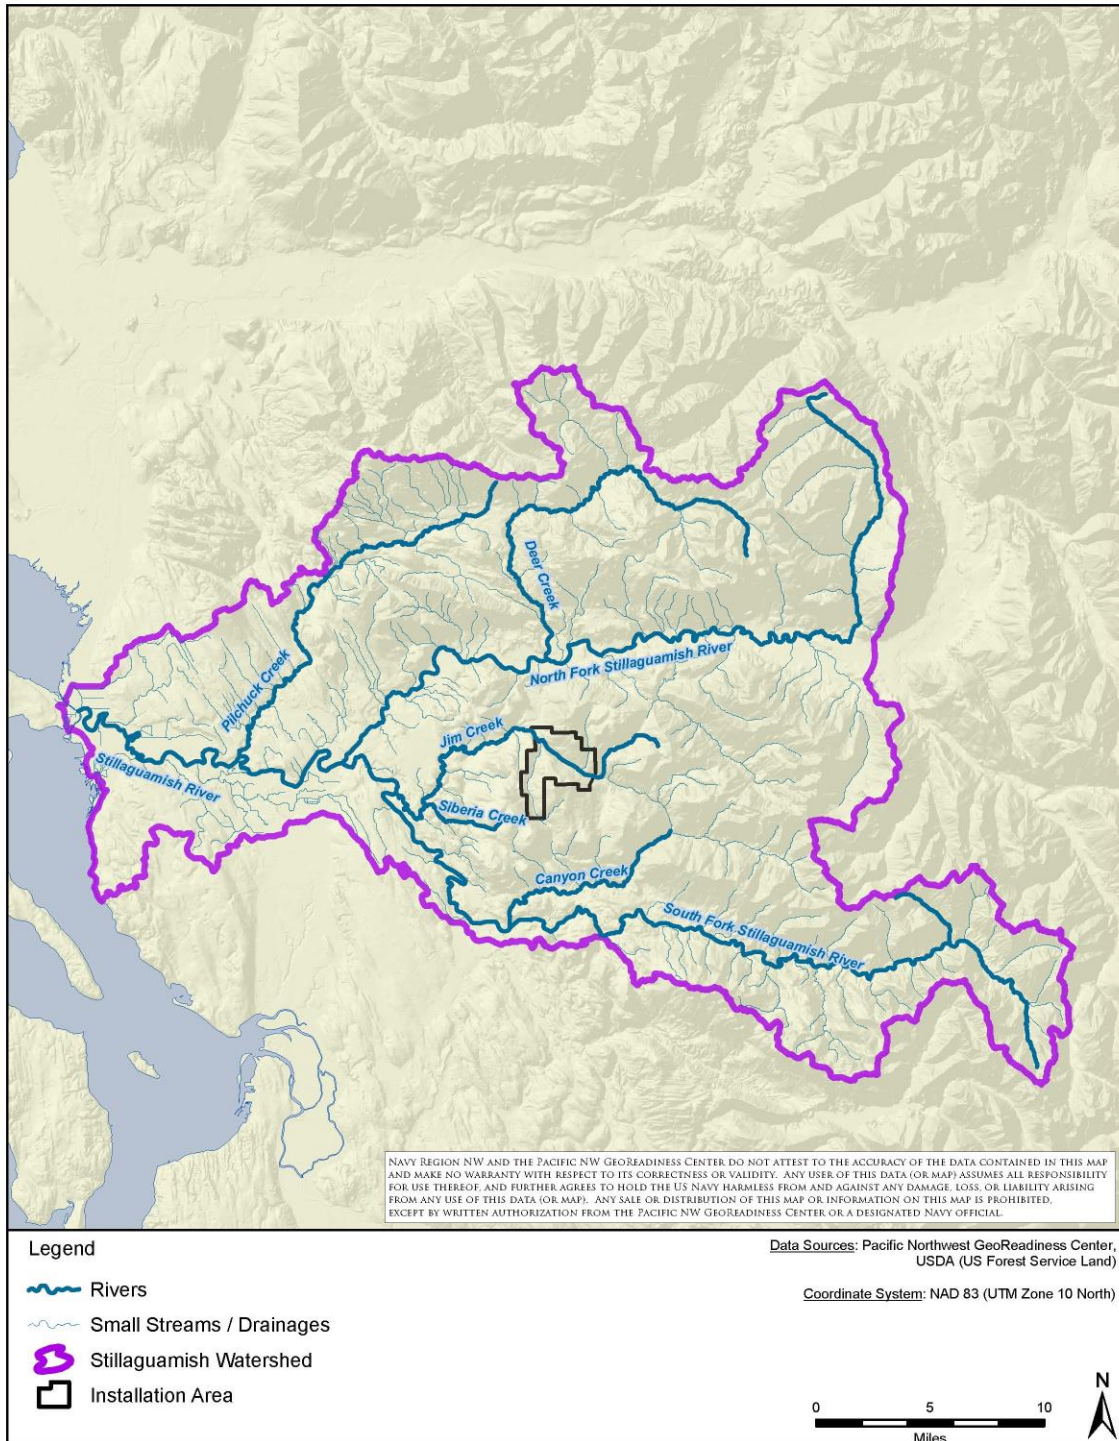 Deer Creek
North Fork Stillaguamish River
Pilchuck Creek
Jim Creek
Stillaguamish River
Siberia Creek
Canyon Creek
South Fork Stillaguamish River
NAVY REGION NW AND THE PACIFIC NW GEOREADINESS CENTER DO NOT ATTEST TO THE ACCURACY OF THE DATA CONTAINED IN THIS MAP
AND MAKE NO WARRANTY WITH RESPECT TO ITS CORRECTNESS OR VALIDITY. ANY USER OF THIS DATA (OR MAP) ASSUMES ALL RESPONSIBILITY
FOR USE THEREOF, AND FURTHER AGREES TO HOLD THE US NAVY HARMLESS FROM AND AGAINST ANY DAMAGE, LOSS, OR LIABILITY ARISING
FROM ANY USE OF THIS DATA (OR MAP). ANY SALE OR DISTRIBUTION OF THIS MAP OR INFORMATION ON THIS MAP IS PROHIBITED,
EXCEPT BY WRITTEN AUTHORIZATION FROM THE PACIFIC NW GEOREADINESS CENTER OR A DESIGNATED NAVY OFFICIAL.
Legend
Rivers
Small Streams / Drainages
Stillaguamish Watershed
Installation Area
Data Sources: Pacific Northwest GeoReadiness Center,
USDA (US Forest Service Land)
Coordinate System: NAD 83 (UTM Zone 10 North)
N
0 5 10
Miles